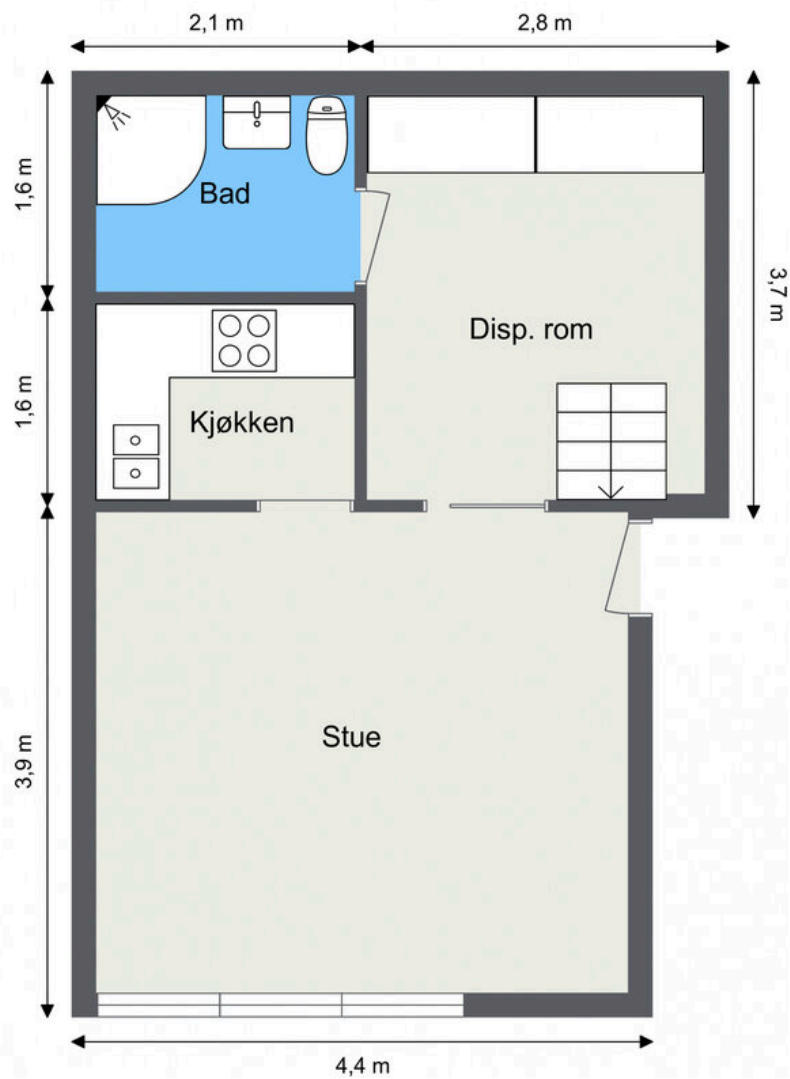 2,1 m
2,8 m
1,6 m
Bad
3,7 m
Disp. rom
1,6 m
Kjøkken
3,9 m
Stue
4,4 m